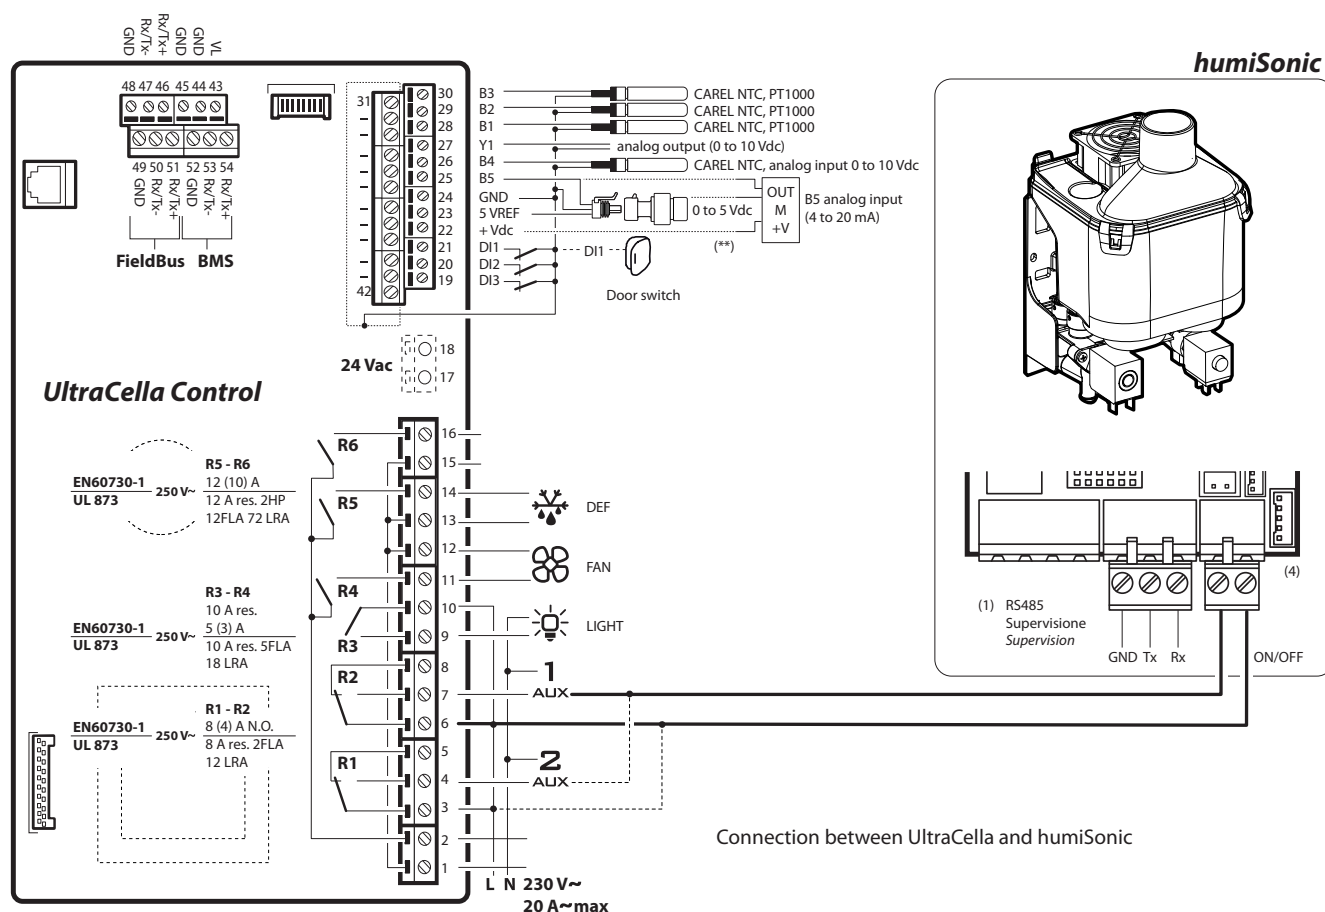 GND
Rx/Tx-
Rx/Tx+
GND
GND
VL
48 47 46 45 44 43
49 50 51 52 53 54
GND
Rx/Tx-
Rx/Tx+
GND
Rx/Tx-
Rx/Tx+
FieldBus BMS
31
42
30
29
28
27
26
25
24
23
22
21
20
19
B3
B2
B1
Y1
B4
B5
GND
5 VREF
+ Vdc
DI1
DI2
DI3
CAREL NTC, PT1000
CAREL NTC, PT1000
CAREL NTC, PT1000
analog output (0 to 10 Vdc)
CAREL NTC, analog input 0 to 10 Vdc
0 to 5 Vdc
OUT
M
+V
B5 analog input
(4 to 20 mA)
(**)
DI1
Door switch
24 Vac
18
17
UltraCella Control
EN60730-1
UL 873
250 V~
R5 - R6
12 (10) A
12 A res. 2HP
12FLA 72 LRA
EN60730-1
UL 873
250 V~
R3 - R4
10 A res.
5 (3) A
10 A res. 5FLA
18 LRA
EN60730-1
UL 873
250 V~
R1 - R2
8 (4) A N.O.
8 A res. 2FLA
12 LRA
R6
R5
R4
R3
R2
R1
16
15
14
13
12
11
10
9
8
7
6
5
4
3
2
1
DEF
FAN
LIGHT
1
AUX
2
AUX
L N 230 V~
20 A~max
humiSonic
(4)
(1) RS485
Supervisione
Supervision
GND Tx Rx
ON/OFF
Connection between UltraCella and humiSonic